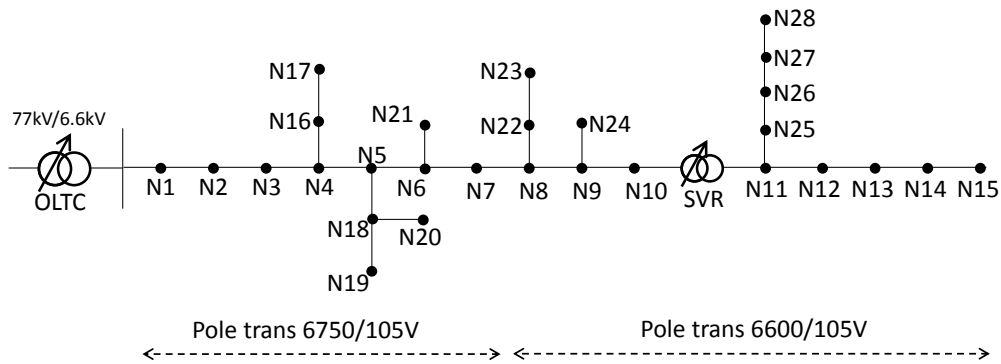 N28
N17
N23
N27
77kV/6.6kV
N21
N26
N16
N22
N24
N25
N5
OLTC
N1 N2 N3 N4 N6 N7 N8 N9 N10 SVR N11 N12 N13 N14 N15
N18
N20
N19
Pole trans 6750/105V
Pole trans 6600/105V